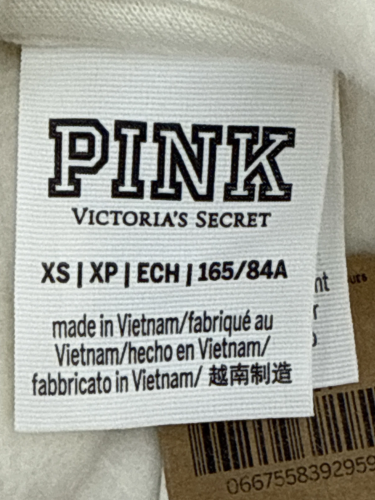 PINK
VICTORIA'S SECRET
XS | XP | ECH | 165/84A
made in Vietnam/fabriqué au
Vietnam/hecho en Vietnam/
fabbricato in Vietnam/ 越南制造
0667558392959